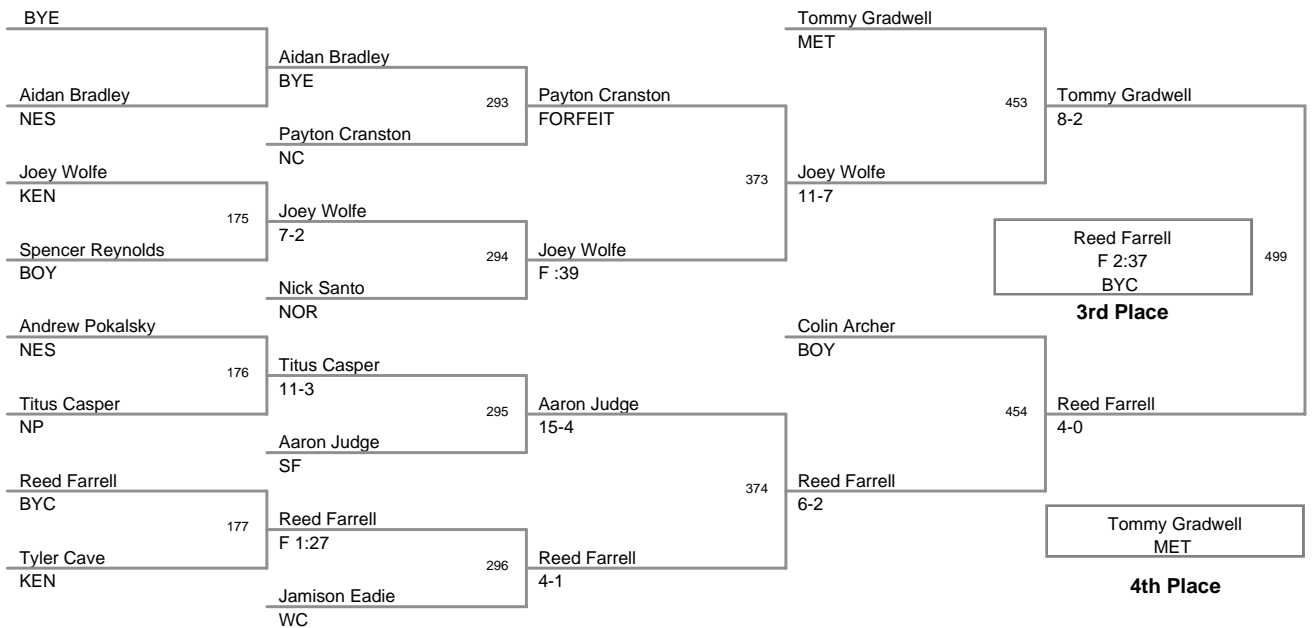 BYE
Aidan Bradley
NES
Joey Wolfe
KEN
175
Spencer Reynolds
BOY
Andrew Pokalsky
NES
176
Titus Casper
NP
Reed Farrell
BYC
177
Tyler Cave
KEN
Aidan Bradley
BYE
293
Payton Cranston
NC
Joey Wolfe
7-2
294
Nick Santo
NOR
Titus Casper
11-3
295
Aaron Judge
SF
Reed Farrell
F 1:27
296
Jamison Eadie
WC
Payton Cranston
FORFEIT
373
Joey Wolfe
F :39
Aaron Judge
15-4
374
Reed Farrell
4-1
Tommy Gradwell
MET
453
Joey Wolfe
11-7
Colin Archer
BOY
454
Reed Farrell
6-2
Tommy Gradwell
8-2
Reed Farrell
F 2:37
BYC
499
3rd Place
Reed Farrell
4-0
Tommy Gradwell
MET
4th Place